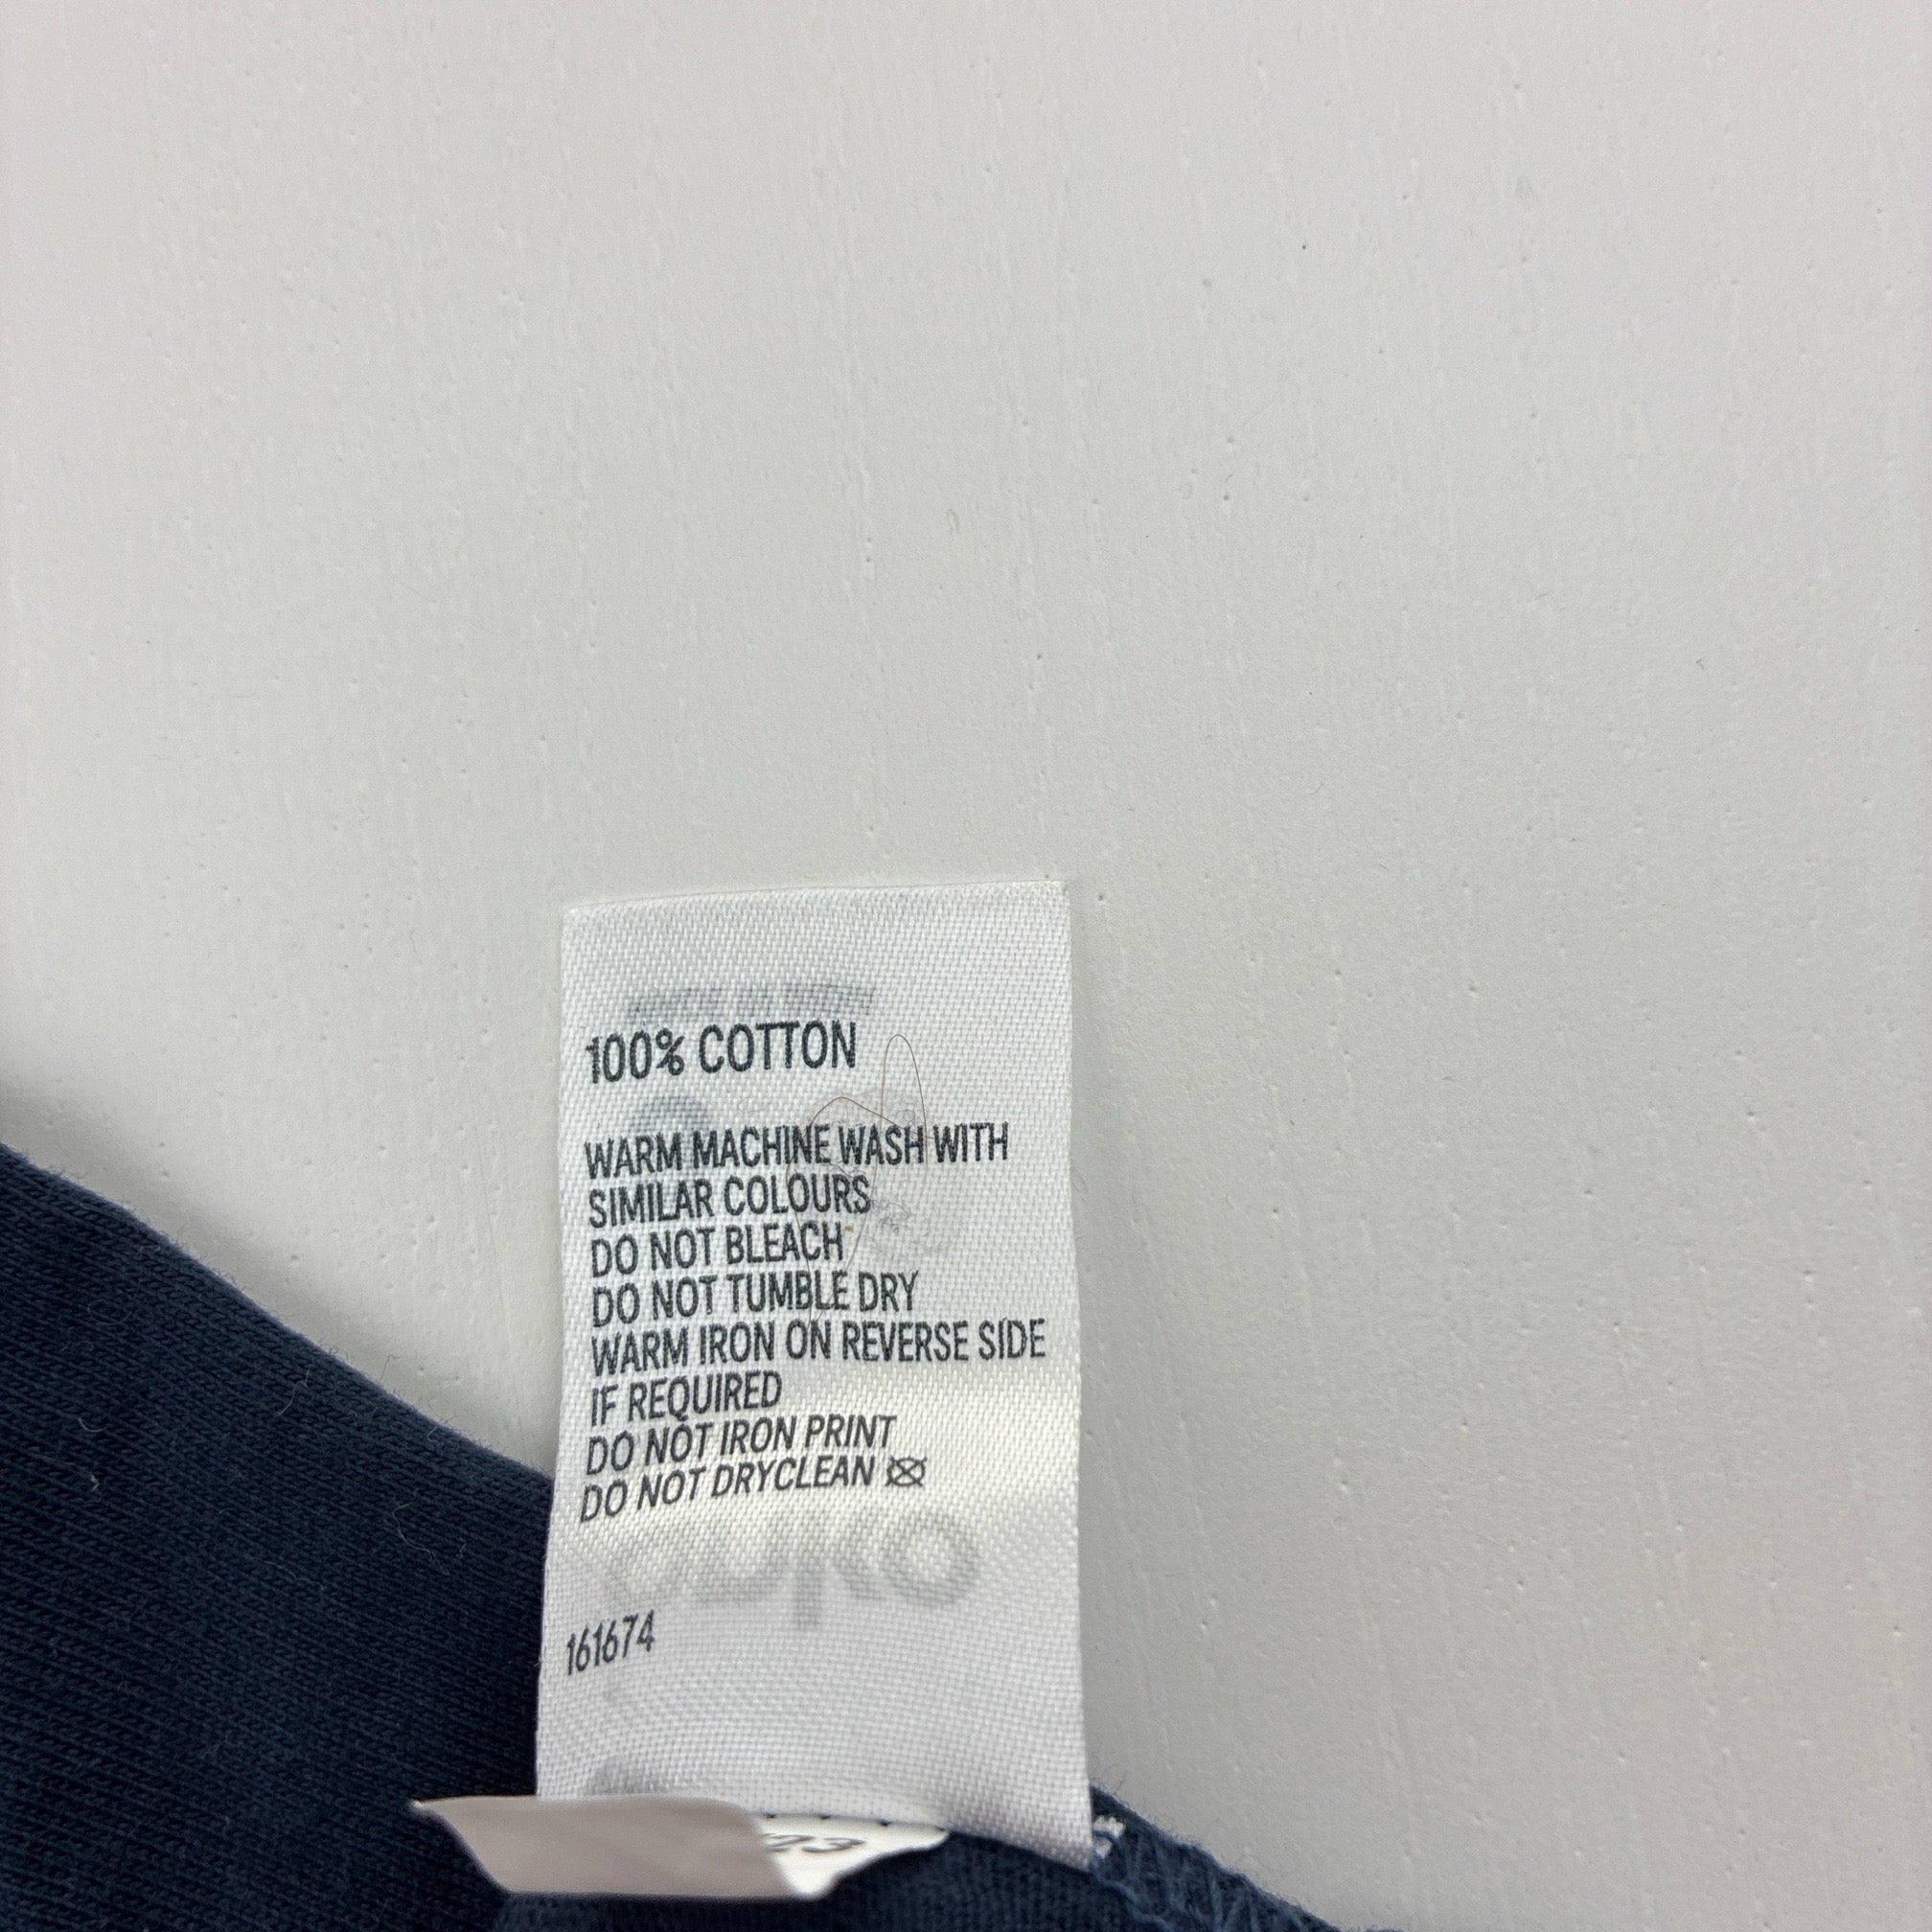 100% COTTON
WARM MACHINE WASH WITH
SIMILAR COLOURS
DO NOT BLEACH
DO NOT TUMBLE DRY
WARM IRON ON REVERSE SIDE
IF REQUIRED
DO NOT IRON PRINT
DO NOT DRYCLEAN
161674